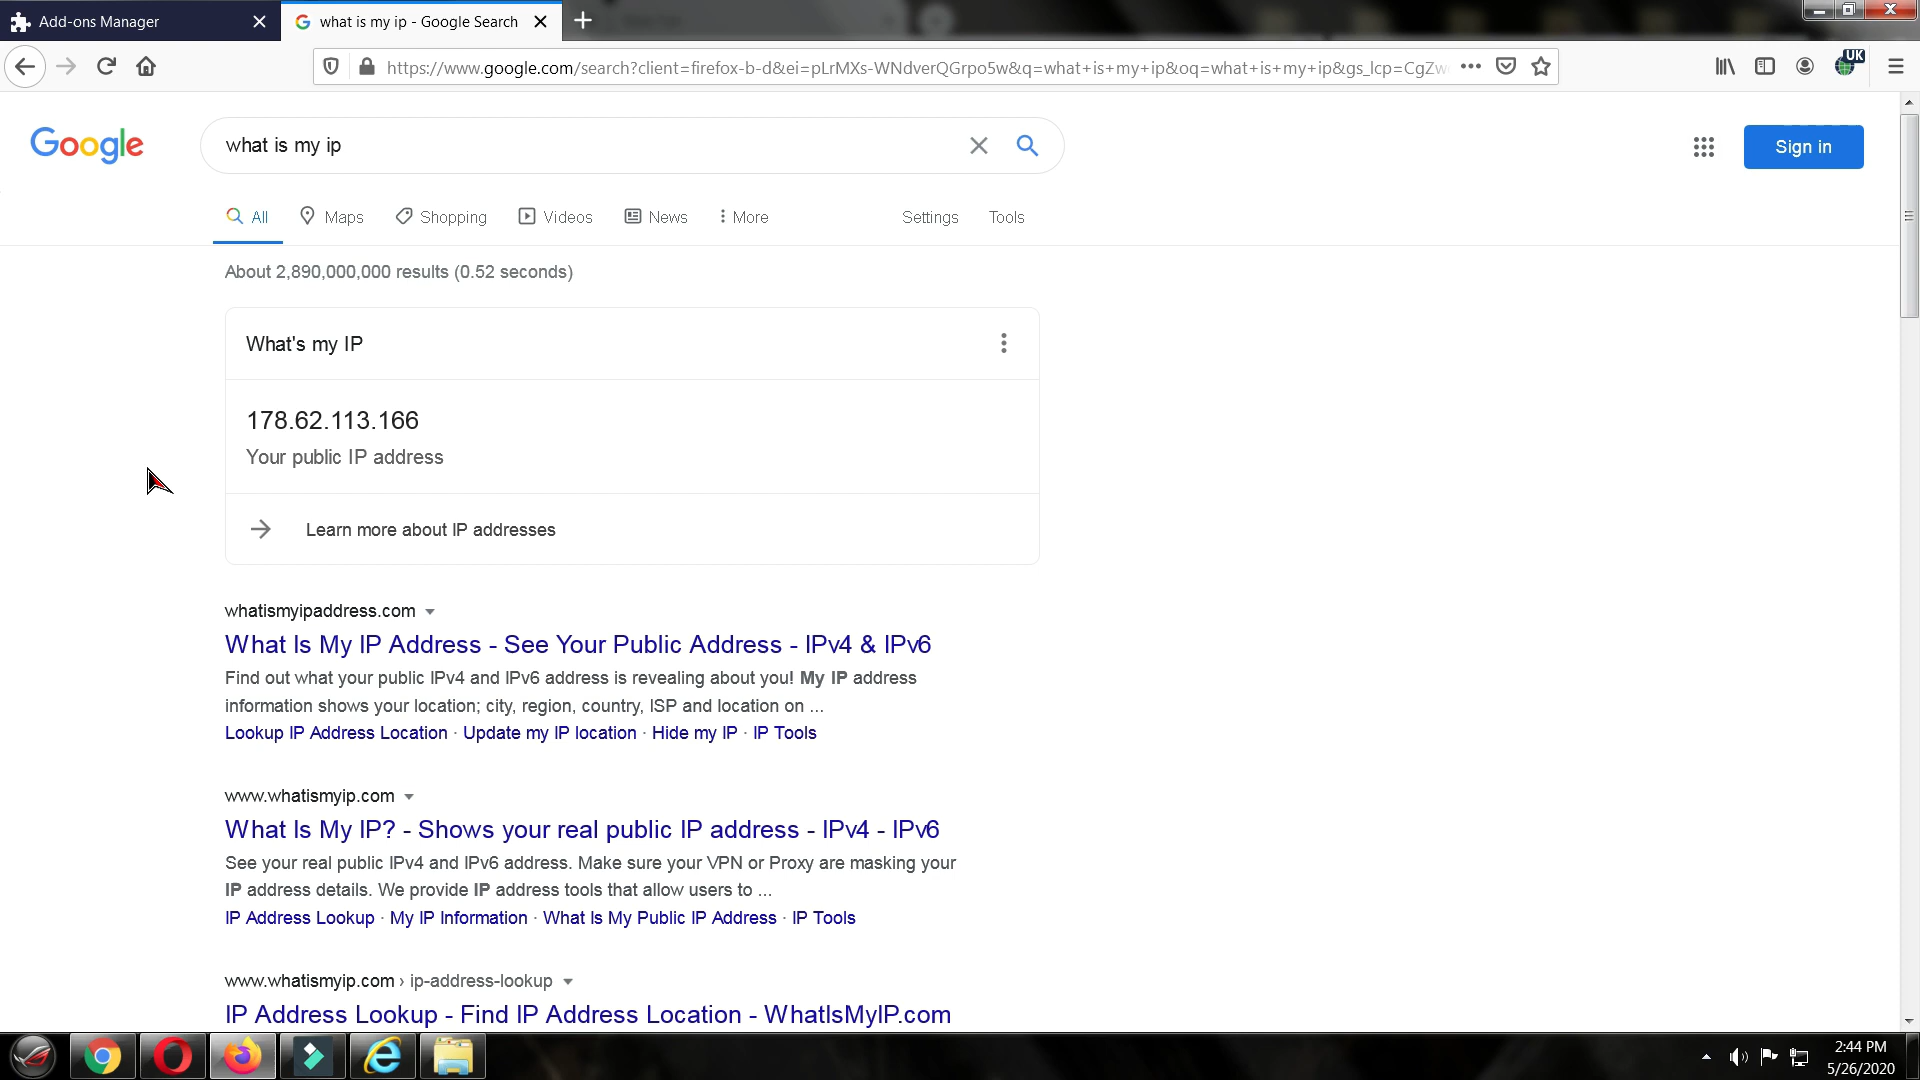 Add-ons Manager
what is my ip - Google Search
https://www.google.com/search?client=firefox-b-d&ei=pLrMXs-WNdverQGrpo5w&q=what+is+my+ip&oq=what+is+my+ip&gs_lcp=CgZw
UK
Google
what is my ip
Sign in
All
Maps
Shopping
Videos
News
More
Settings
Tools
About 2,890,000,000 results (0.52 seconds)
What's my IP
178.62.113.166
Your public IP address
Learn more about IP addresses
whatismyipaddress.com
What Is My IP Address - See Your Public Address - IPv4 & IPv6
Find out what your public IPv4 and IPv6 address is revealing about you! My IP address
information shows your location; city, region, country, ISP and location on ...
Lookup IP Address Location · Update my IP location · Hide my IP · IP Tools
www.whatismyip.com
What Is My IP? - Shows your real public IP address - IPv4 - IPv6
See your real public IPv4 and IPv6 address. Make sure your VPN or Proxy are masking your
IP address details. We provide IP address tools that allow users to ...
IP Address Lookup · My IP Information · What Is My Public IP Address · IP Tools
www.whatismyip.com › ip-address-lookup
IP Address Lookup - Find IP Address Location - WhatIsMyIP.com
2:44 PM
5/26/2020